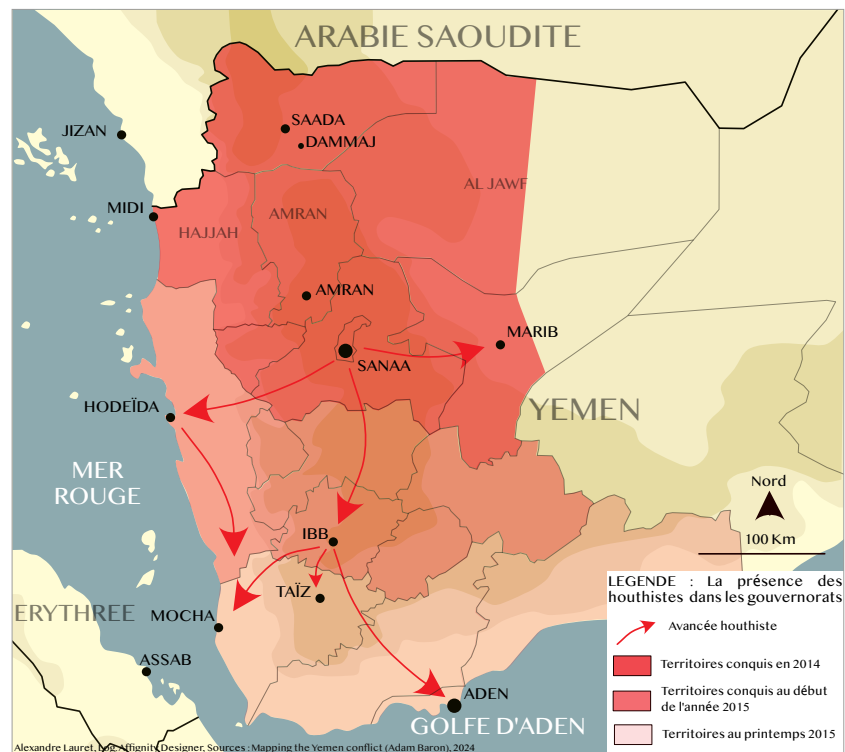 ARABIE SAOUDITE
SAADA
JIZAN
DAMMAJ
AL JAWF
MIDI
AMRAN
HAJJAH
AMRAN
MARIB
SANAA
HODEÏDA
YEMEN
MER
ROUGE
Nord
100 Km
IBB
TAÏZ
ERYTHREE
MOCHA
ASSAB
ADEN
GOLFE D'ADEN
LEGENDE : La présence des
houthistes dans les gouvernorats
Avancée houthiste
Territoires conquis en 2014
Territoires conquis au début
de l'année 2015
Territoires au printemps 2015
Alexandre Lauret, Log Affignity Designer, Sources : Mapping the Yemen conflict (Adam Baron), 2024